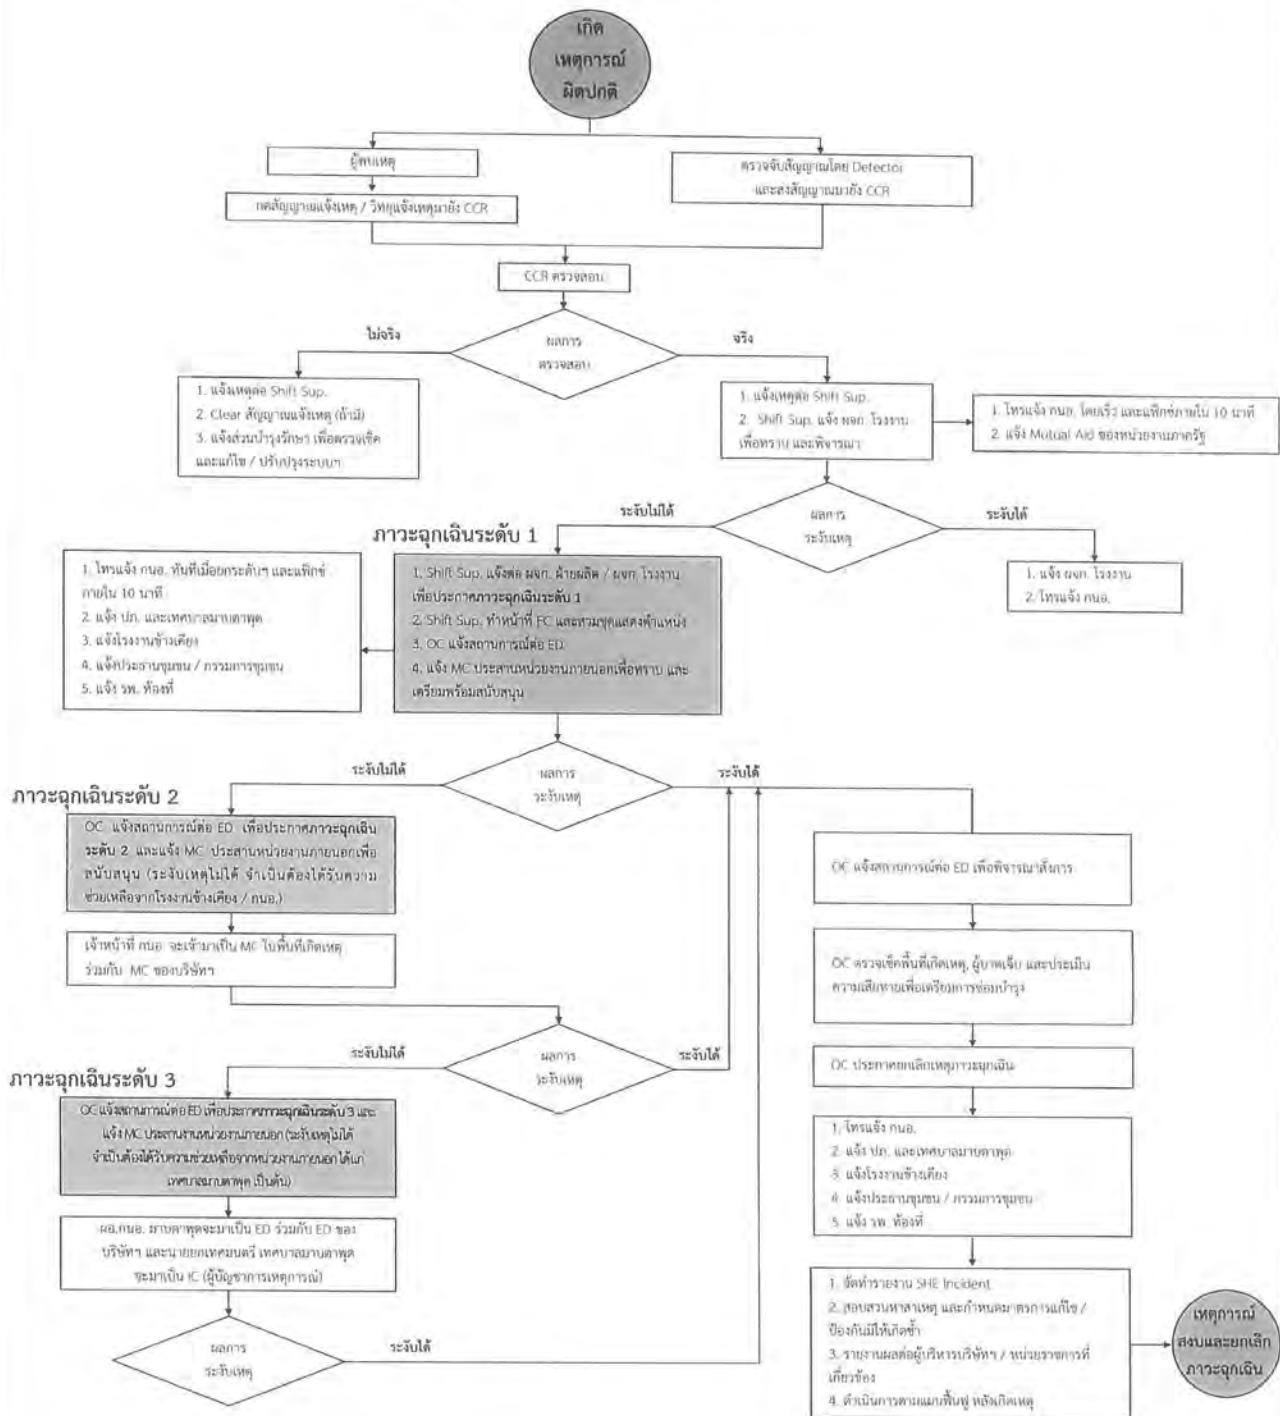 เกิด
เหตุการณ์
ผิดปกติ
ผู้พบเหตุ
กดสัญญาณแจ้งเหตุ / วิทยุแจ้งเหตุมายัง CCR
ตรวจจับสัญญาณโดย Detector
และส่งสัญญาณมายัง CCR
CCR ตรวจสอบ
ผลการ
ตรวจสอบ
ไม่จริง
จริง
1. แจ้งเหตุต่อ Shift Sup.
2. Clear สัญญาณแจ้งเหตุ (ถ้ามี)
3. แจ้งส่วนบำรุงรักษา เพื่อตรวจเช็ค
และแก้ไข / ปรับปรุงระบบฯ
1. แจ้งเหตุต่อ Shift Sup.
2. Shift Sup. แจ้ง ผจก. โรงงาน
เพื่อทราบ และพิจารณา
1. โทรแจ้ง กนอ. โดยเร็ว และแฟ็กซ์ภายใน 10 นาที
2. แจ้ง Mutual Aid ของหน่วยงานภาครัฐ
ผลการ
ระงับเหตุ
ระงับไม่ได้
ระงับได้
1. แจ้ง ผจก. โรงงาน
2. โทรแจ้ง กนอ.
ภาวะฉุกเฉินระดับ 1
1. Shift Sup. แจ้งต่อ ผจก. ฝ่ายผลิต / ผจก. โรงงาน
เพื่อประกาศภาวะฉุกเฉินระดับ 1
2. Shift Sup. ทำหน้าที่ FC และสวมชุดแสดงตำแหน่ง
3. OC แจ้งสถานการณ์ต่อ ED
4. แจ้ง MC ประสานหน่วยงานภายนอกเพื่อทราบ และ
เตรียมพร้อมสนับสนุน
1. โทรแจ้ง กนอ. ทันทีเมื่อยกระดับฯ และแฟ็กซ์
ภายใน 10 นาที
2. แจ้ง ปภ. และเทศบาลมาบตาพุด
3. แจ้งโรงงานข้างเคียง
4. แจ้งประธานชุมชน / กรรมการชุมชน
5. แจ้ง รพ. ท้องที่
ผลการ
ระงับเหตุ
ระงับไม่ได้
ระงับได้
ภาวะฉุกเฉินระดับ 2
OC แจ้งสถานการณ์ต่อ ED เพื่อประกาศภาวะฉุกเฉิน
ระดับ 2 และแจ้ง MC ประสานหน่วยงานภายนอกเพื่อ
สนับสนุน (ระงับเหตุไม่ได้ จำเป็นต้องได้รับความ
ช่วยเหลือจากโรงงานข้างเคียง / กนอ.)
เจ้าหน้าที่ กนอ. จะเข้ามาเป็น MC ในพื้นที่เกิดเหตุ
ร่วมกับ MC ของบริษัทฯ
ผลการ
ระงับเหตุ
ระงับไม่ได้
ระงับได้
ภาวะฉุกเฉินระดับ 3
OC แจ้งสถานการณ์ต่อ ED เพื่อประกาศภาวะฉุกเฉินระดับ 3 และ
แจ้ง MC ประสานงานหน่วยงานภายนอก (ระงับเหตุไม่ได้
จำเป็นต้องได้รับความช่วยเหลือจากหน่วยงานภายนอก ได้แก่
เทศบาลมาบตาพุด เป็นต้น)
ผอ.กนอ. มาบตาพุดจะมาเป็น ED ร่วมกับ ED ของ
บริษัทฯ และนายกเทศมนตรี เทศบาลมาบตาพุด
จะมาเป็น IC (ผู้บัญชาการเหตุการณ์)
ผลการ
ระงับเหตุ
ระงับได้
OC แจ้งสถานการณ์ต่อ ED เพื่อพิจารณาสั่งการ
OC ตรวจเช็คพื้นที่เกิดเหตุ, ผู้บาดเจ็บ และประเมิน
ความเสียหายเพื่อเตรียมการซ่อมบำรุง
OC ประกาศยกเลิกเหตุภาวะฉุกเฉิน
1. โทรแจ้ง กนอ.
2. แจ้ง ปภ. และเทศบาลมาบตาพุด
3. แจ้งโรงงานข้างเคียง
4. แจ้งประธานชุมชน / กรรมการชุมชน
5. แจ้ง รพ. ท้องที่
1. จัดทำรายงาน SHE Incident
2. สอบสวนหาสาเหตุ และกำหนดมาตรการแก้ไข /
ป้องกันมิให้เกิดซ้ำ
3. รายงานผลต่อผู้บริหารบริษัทฯ / หน่วยราชการที่
เกี่ยวข้อง
4. ดำเนินการตามแผนฟื้นฟู หลังเกิดเหตุ
เหตุการณ์
สงบและยกเลิก
ภาวะฉุกเฉิน